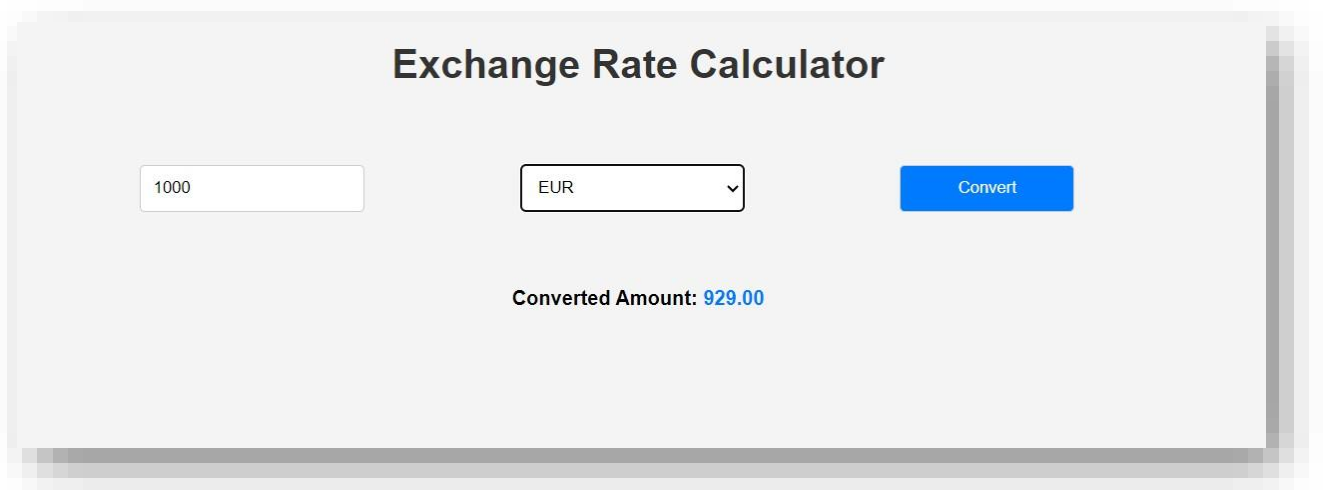 Exchange Rate Calculator
1000 EUR Convert
Converted Amount: 929.00